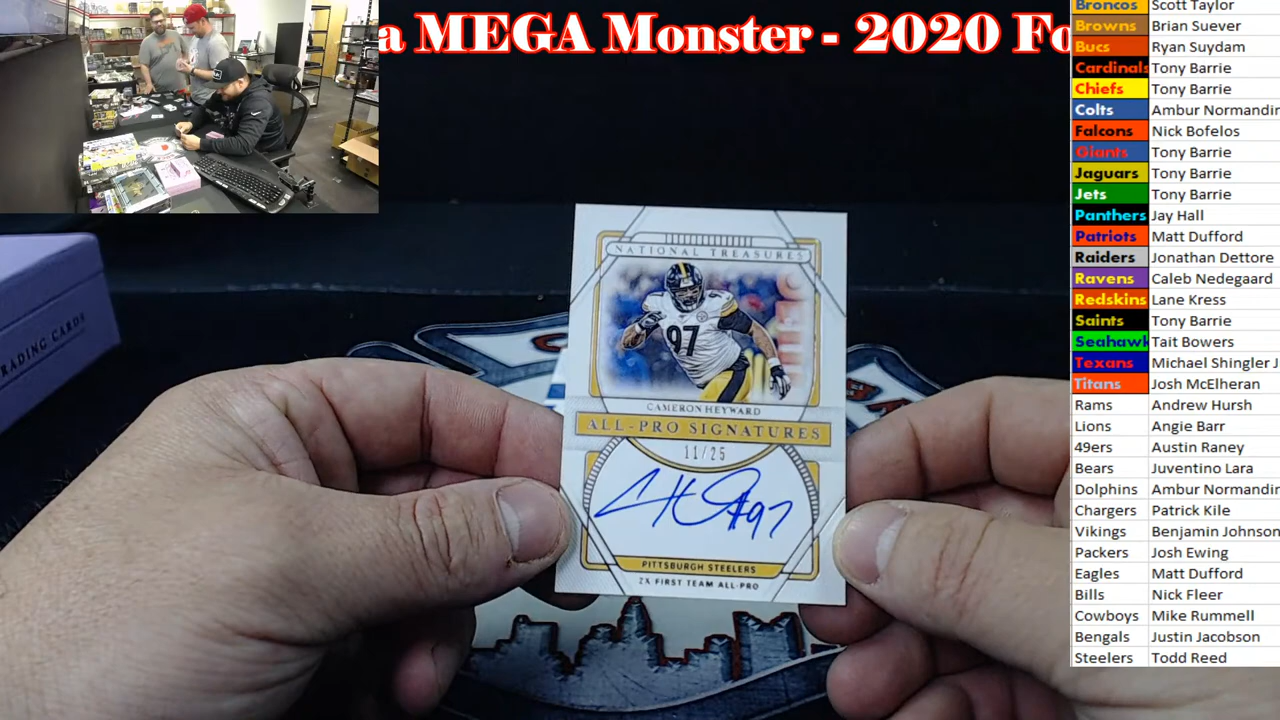 a MEGA Monster - 2020 Fo
Broncos Scott Taylor
Browns Brian Suever
Bucs Ryan Suydam
Cardinals Tony Barrie
Chiefs Tony Barrie
Colts Ambur Normandin
Falcons Nick Bofelos
Giants Tony Barrie
Jaguars Tony Barrie
Jets Tony Barrie
Panthers Jay Hall
Patriots Matt Dufford
Raiders Jonathan Dettore
Ravens Caleb Nedegaard
Redskins Lane Kress
Saints Tony Barrie
Seahawk Tait Bowers
Texans Michael Shingler J
Titans Josh McElheran
Rams Andrew Hursh
Lions Angie Barr
49ers Austin Raney
Bears Juventino Lara
Dolphins Ambur Normandin
Chargers Patrick Kile
Vikings Benjamin Johnson
Packers Josh Ewing
Eagles Matt Dufford
Bills Nick Fleer
Cowboys Mike Rummell
Bengals Justin Jacobson
Steelers Todd Reed
NATIONAL TREASURES
97
CAMERON HEYWARD
ALL-PRO SIGNATURES
11/25
#97
PITTSBURGH STEELERS
2X FIRST TEAM ALL-PRO
TRADING CARDS